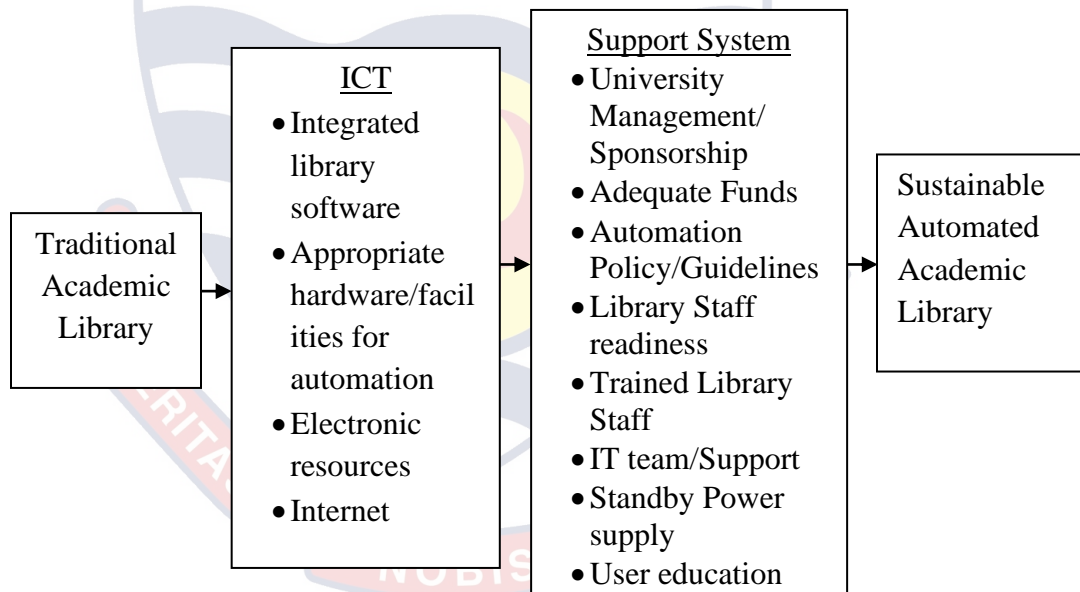 Traditional
Academic
Library
ICT
• Integrated
library
software
• Appropriate
hardware/facil
ities for
automation
• Electronic
resources
• Internet
Support System
• University
Management/
Sponsorship
• Adequate Funds
• Automation
Policy/Guidelines
• Library Staff
readiness
• Trained Library
Staff
• IT team/Support
• Standby Power
supply
• User education
Sustainable
Automated
Academic
Library
NOBIS